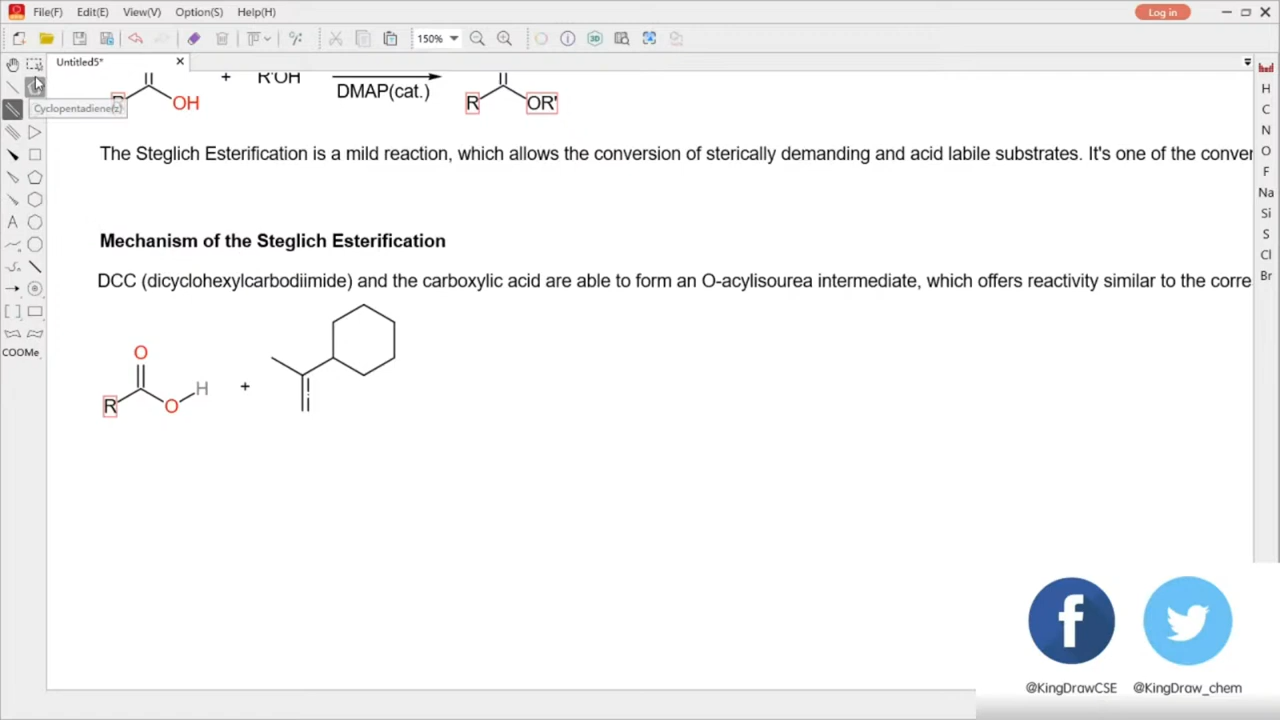 File(F) Edit(E) View(V) Option(S) Help(H) Log in
150%
Untitled5*
+ R'OH
DMAP(cat.)
OH R OR'
Cyclopentadiene(z)
The Steglich Esterification is a mild reaction, which allows the conversion of sterically demanding and acid labile substrates. It's one of the conver
Mechanism of the Steglich Esterification
DCC (dicyclohexylcarbodiimide) and the carboxylic acid are able to form an O-acylisourea intermediate, which offers reactivity similar to the corre
O
H
+
R O
A
COOMe
H
C
N
O
F
Na
Si
S
Cl
Br
@KingDrawCSE @KingDraw_chem